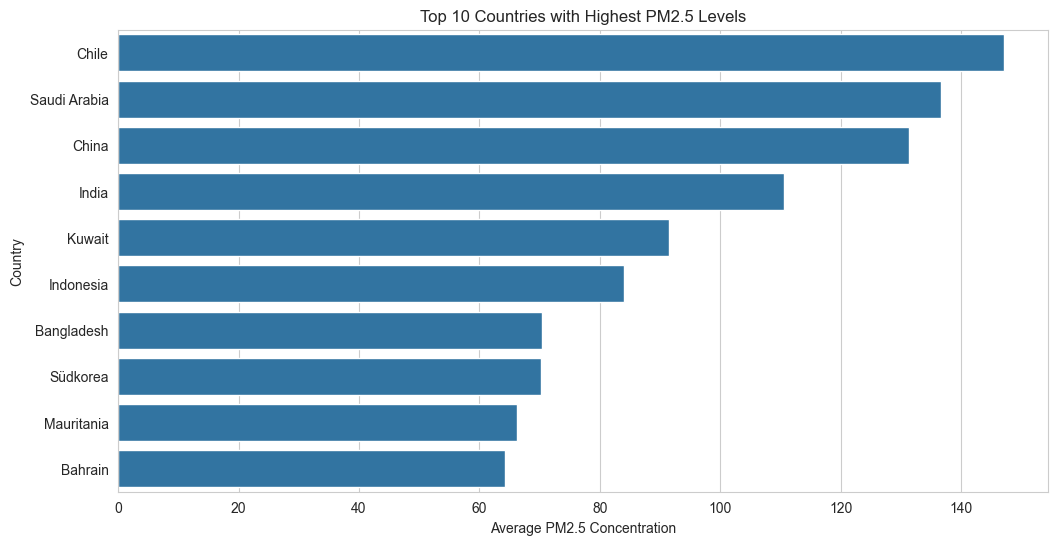 Top 10 Countries with Highest PM2.5 Levels
Chile
Saudi Arabia
China
India
Kuwait
Indonesia
Bangladesh
Südkorea
Mauritania
Bahrain
Country
0 20 40 60 80 100 120 140
Average PM2.5 Concentration